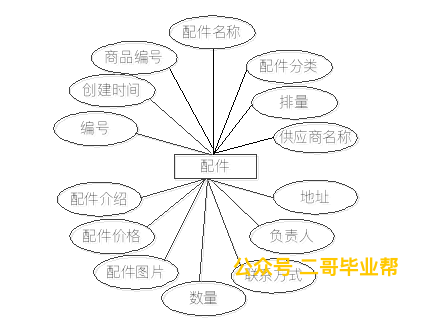 配件名称
商品编号
配件分类
创建时间
排量
编号
供应商名称
配件
配件介绍
地址
配件价格
负责人
配件图片
联系方式
公众号 二哥毕业帮
数量